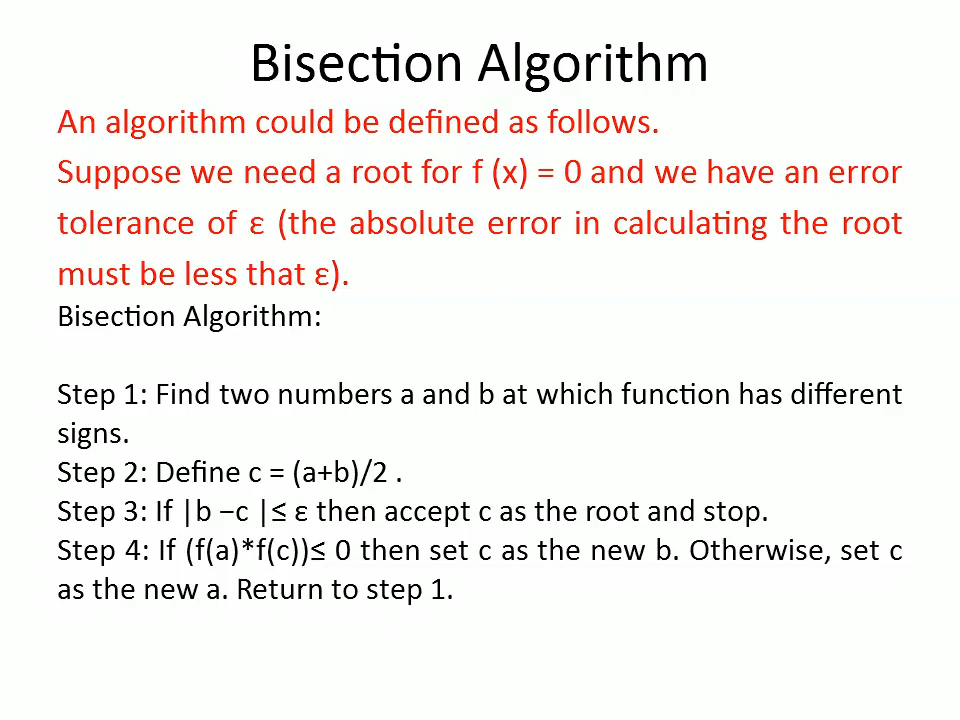 Bisection Algorithm
An algorithm could be defined as follows.
Suppose we need a root for f (x) = 0 and we have an error
tolerance of ε (the absolute error in calculating the root
must be less that ε).
Bisection Algorithm:
Step 1: Find two numbers a and b at which function has different
signs.
Step 2: Define c = (a+b)/2 .
Step 3: If |b −c |≤ ε then accept c as the root and stop.
Step 4: If (f(a)*f(c))≤ 0 then set c as the new b. Otherwise, set c
as the new a. Return to step 1.